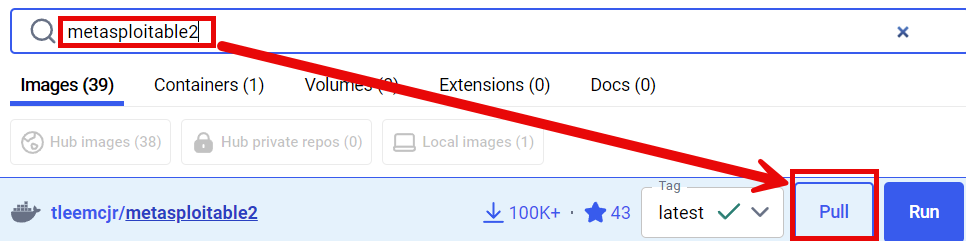 metasploitable2
Images (39) Containers (1) Volumes (0) Extensions (0) Docs (0)
Hub images (38) Hub private repos (0) Local images (1)
Tag
tleemcjr/metasploitable2 100K+ · 43 latest Pull Run